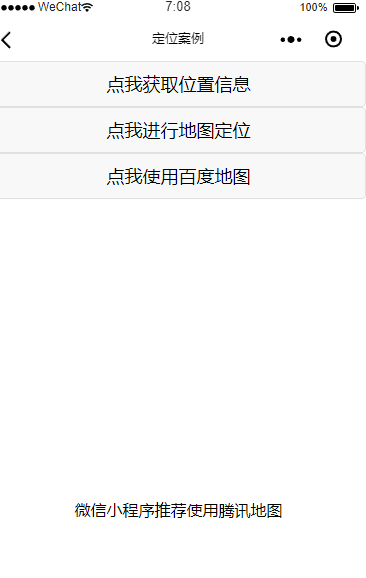 WeChat 7:08 100%
定位案例
点我获取位置信息
点我进行地图定位
点我使用百度地图
微信小程序推荐使用腾讯地图